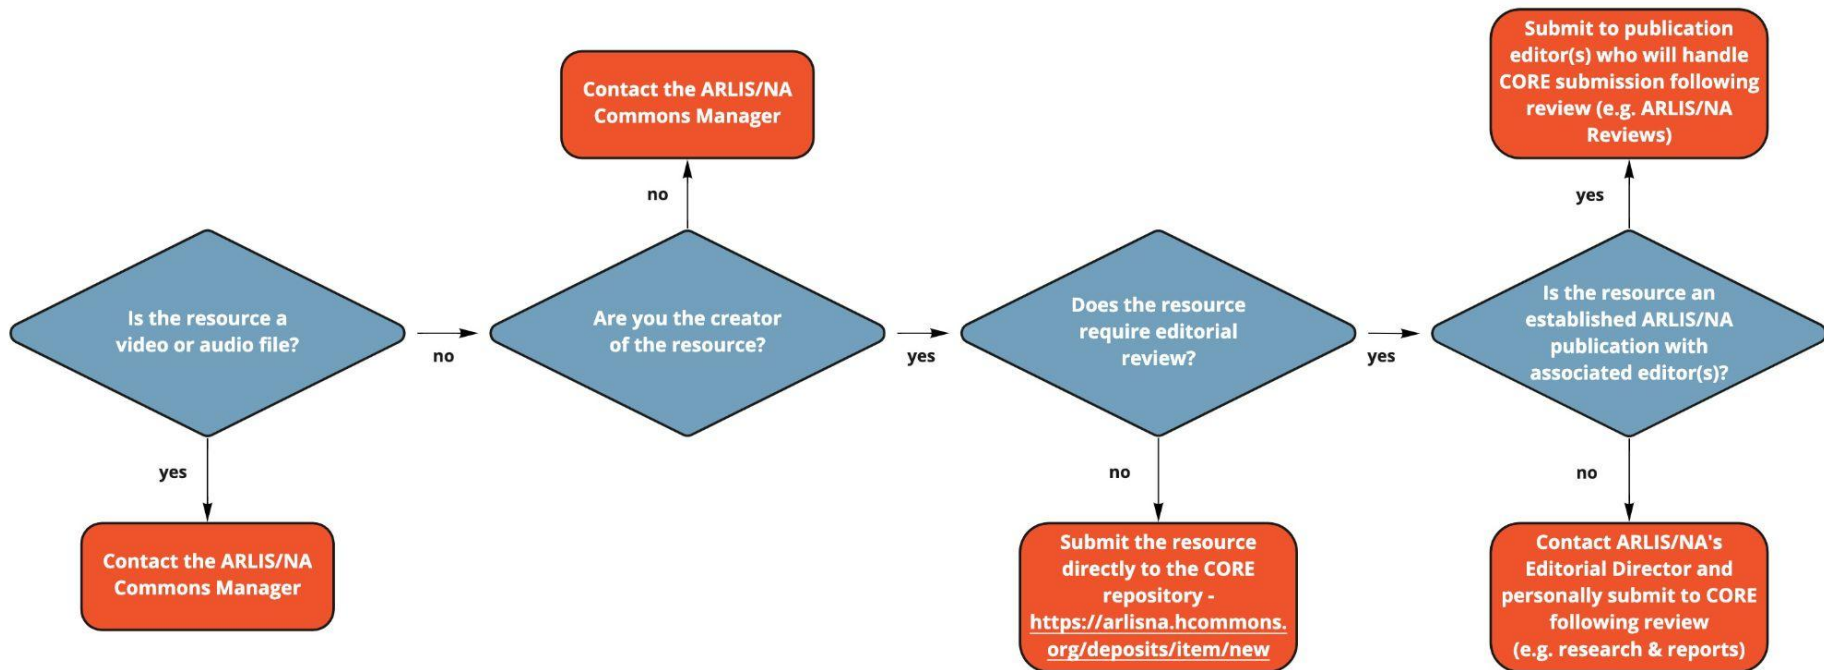 Is the resource a
video or audio file?
no
yes
Contact the ARLIS/NA
Commons Manager
Are you the creator
of the resource?
no
Contact the ARLIS/NA
Commons Manager
yes
Does the resource
require editorial
review?
no
Submit the resource
directly to the CORE
repository -
https://arlisna.hcommons.
org/deposits/item/new
yes
Is the resource an
established ARLIS/NA
publication with
associated editor(s)?
yes
Submit to publication
editor(s) who will handle
CORE submission following
review (e.g. ARLIS/NA
Reviews)
no
Contact ARLIS/NA's
Editorial Director and
personally submit to CORE
following review
(e.g. research & reports)